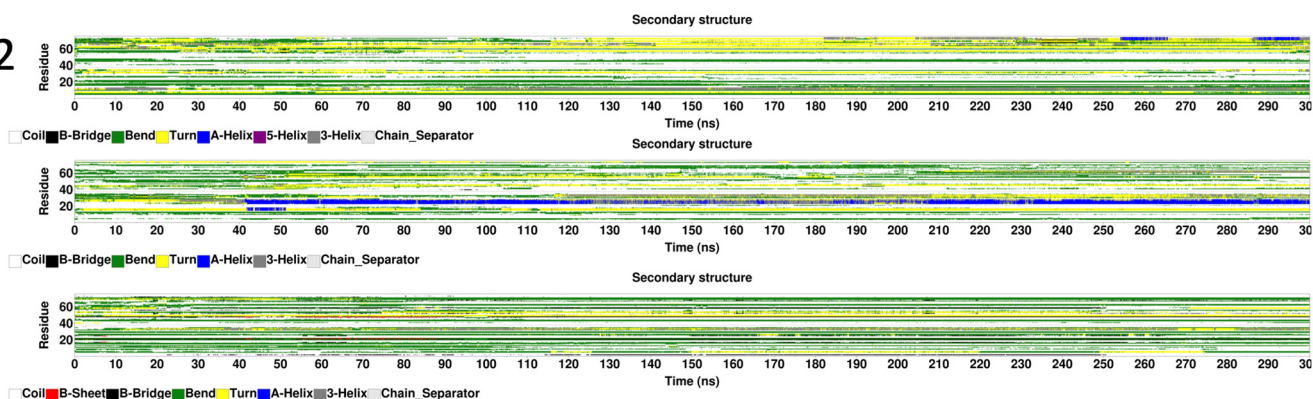 2
Secondary structure
Residue
60
40
20
0 10 20 30 40 50 60 70 80 90 100 110 120 130 140 150 160 170 180 190 200 210 220 230 240 250 260 270 280 290 30
Time (ns)
Coil B-Bridge Bend Turn A-Helix 5-Helix 3-Helix Chain_Separator
Secondary structure
Residue
60
40
20
0 10 20 30 40 50 60 70 80 90 100 110 120 130 140 150 160 170 180 190 200 210 220 230 240 250 260 270 280 290 30
Time (ns)
Coil B-Bridge Bend Turn A-Helix 3-Helix Chain_Separator
Secondary structure
Residue
60
40
20
0 10 20 30 40 50 60 70 80 90 100 110 120 130 140 150 160 170 180 190 200 210 220 230 240 250 260 270 280 290 30
Time (ns)
Coil B-Sheet B-Bridge Bend Turn A-Helix 3-Helix Chain_Separator